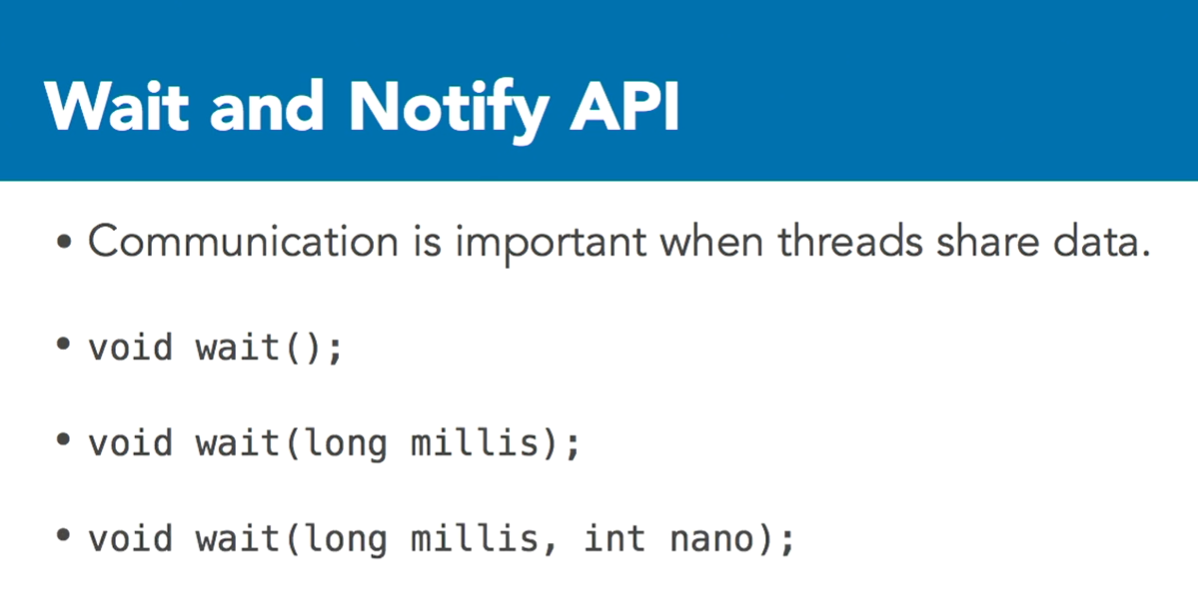 Wait and Notify API
• Communication is important when threads share data.
• void wait();
• void wait(long millis);
• void wait(long millis, int nano);